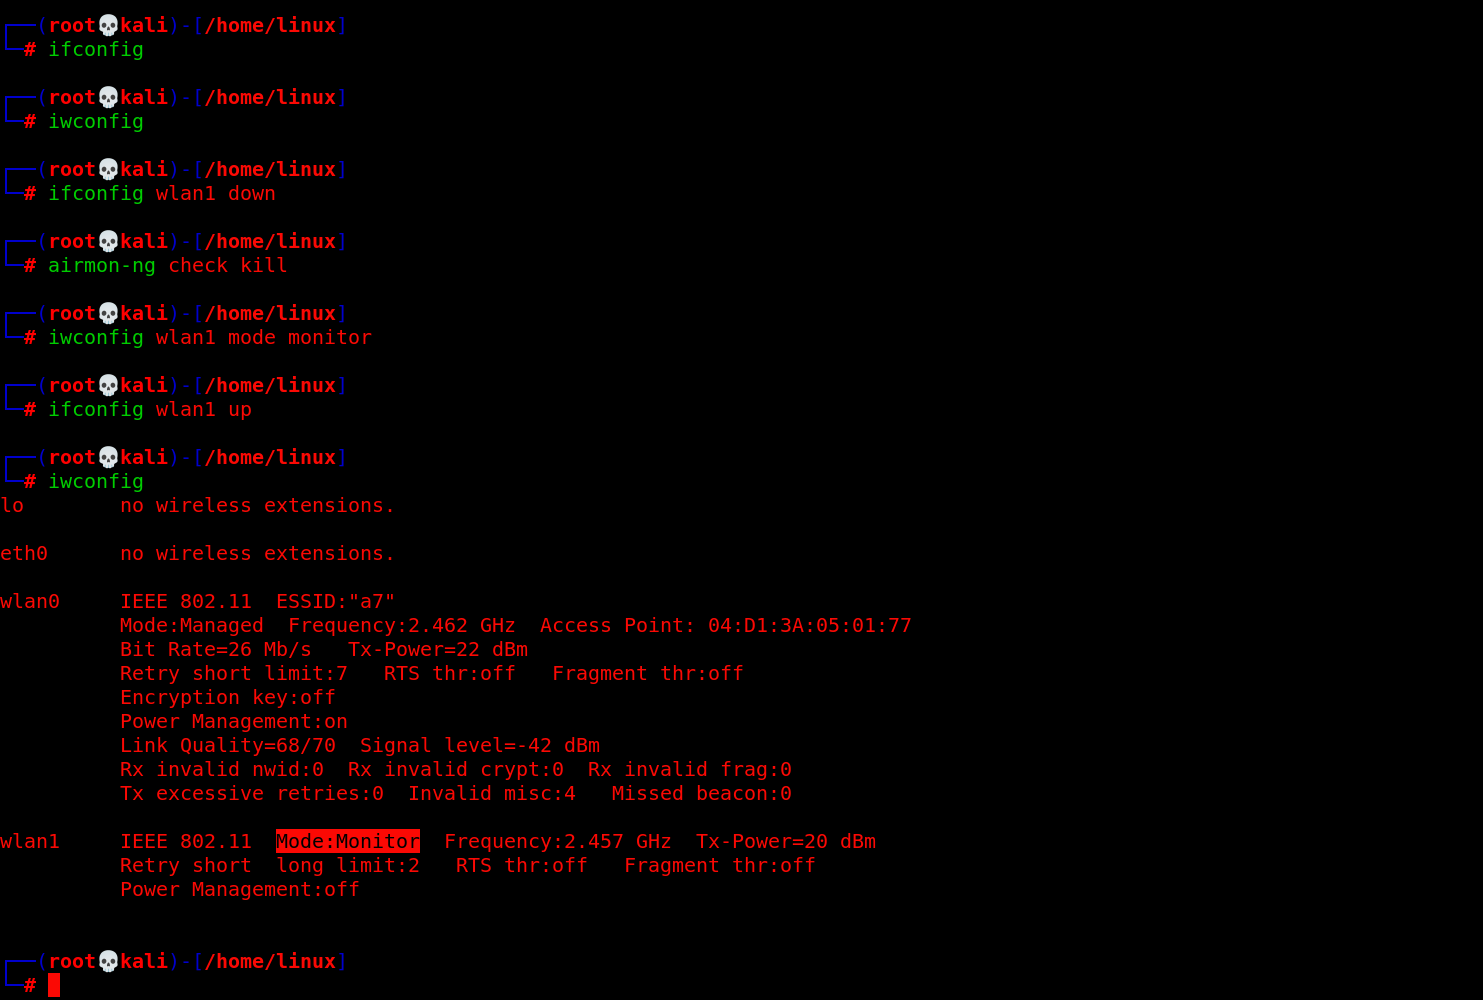 ┌──(root💀kali)-[/home/linux]
└─# ifconfig
┌──(root💀kali)-[/home/linux]
└─# iwconfig
┌──(root💀kali)-[/home/linux]
└─# ifconfig wlan1 down
┌──(root💀kali)-[/home/linux]
└─# airmon-ng check kill
┌──(root💀kali)-[/home/linux]
└─# iwconfig wlan1 mode monitor
┌──(root💀kali)-[/home/linux]
└─# ifconfig wlan1 up
┌──(root💀kali)-[/home/linux]
└─# iwconfig
lo        no wireless extensions.
eth0      no wireless extensions.
wlan0     IEEE 802.11  ESSID:"a7"
          Mode:Managed  Frequency:2.462 GHz  Access Point: 04:D1:3A:05:01:77
          Bit Rate=26 Mb/s   Tx-Power=22 dBm
          Retry short limit:7   RTS thr:off   Fragment thr:off
          Encryption key:off
          Power Management:on
          Link Quality=68/70  Signal level=-42 dBm
          Rx invalid nwid:0  Rx invalid crypt:0  Rx invalid frag:0
          Tx excessive retries:0  Invalid misc:4   Missed beacon:0
wlan1     IEEE 802.11  Mode:Monitor  Frequency:2.457 GHz  Tx-Power=20 dBm
          Retry short  long limit:2   RTS thr:off   Fragment thr:off
          Power Management:off
┌──(root💀kali)-[/home/linux]
└─#